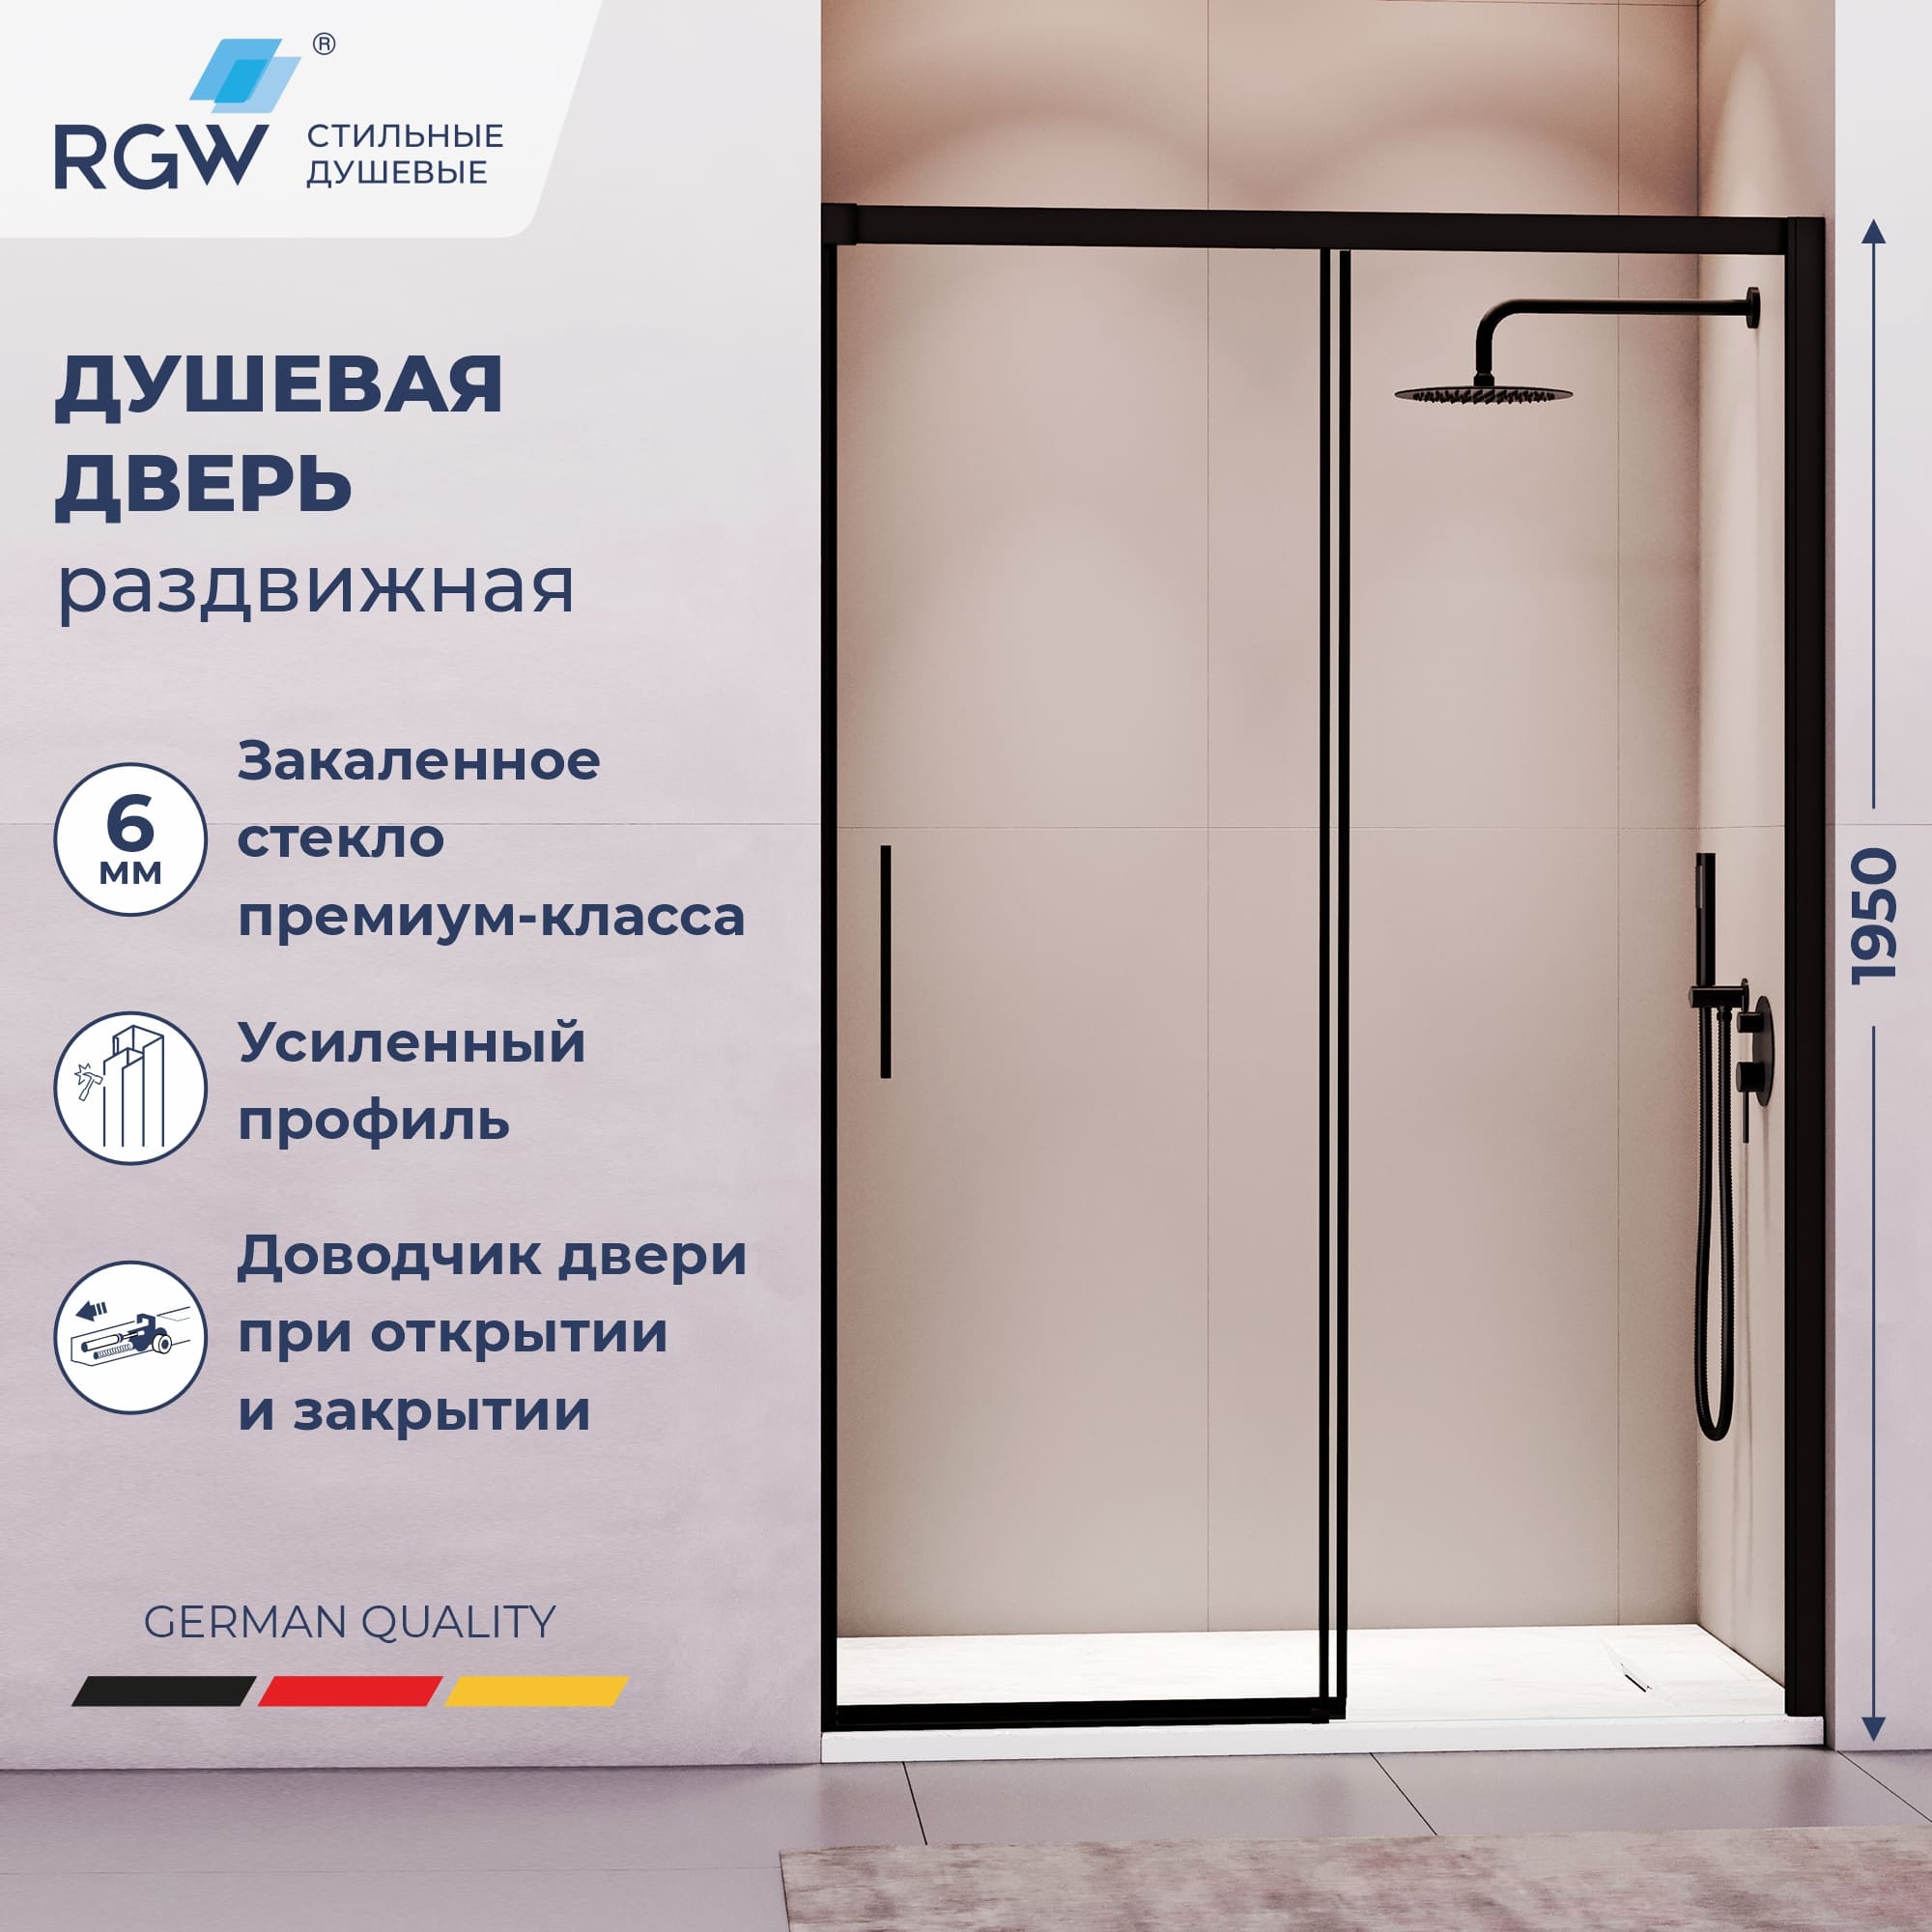 ®
RGW
СТИЛЬНЫЕ
ДУШЕВЫЕ
ДУШЕВАЯ
ДВЕРЬ
раздвижная
6
мм
Закаленное
стекло
премиум-класса
Усиленный
профиль
Доводчик двери
при открытии
и закрытии
GERMAN QUALITY
1950